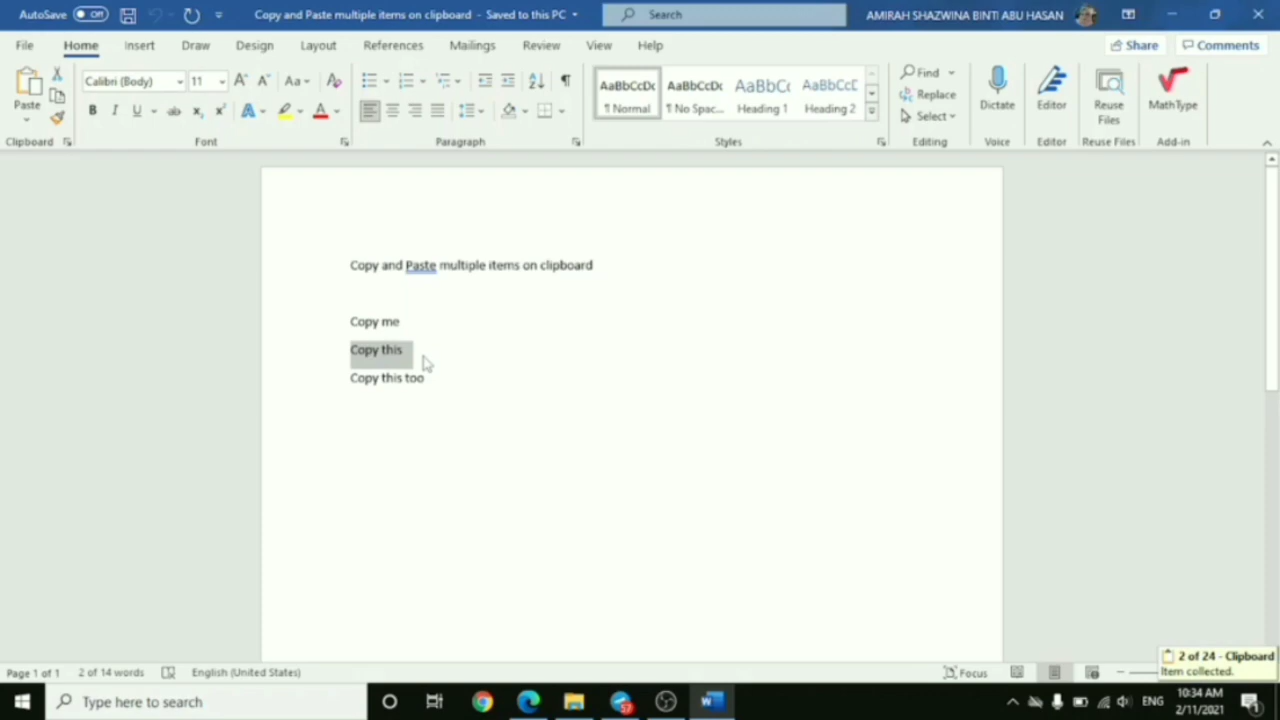 AutoSave Off Copy and Paste multiple items on clipboard - Saved to this PC Search AMIRAH SHAZWINA BINTI ABU HASAN
File Home Insert Draw Design Layout References Mailings Review View Help Share Comments
Paste Calibri (Body) 11 Aa AaBbCcDc AaBbCcDc AaBbC( AaBbCcD Find Replace Select Dictate Editor Reuse Files MathType
¶ Normal ¶ No Spac... Heading 1 Heading 2
Clipboard Font Paragraph Styles Editing Voice Editor Reuse Files Add-in
Copy and Paste multiple items on clipboard
Copy me
Copy this
Copy this too
2 of 24 - Clipboard
Item collected.
Page 1 of 1 2 of 14 words English (United States) Focus
Type here to search 57 ENG 10:34 AM
2/11/2021 1